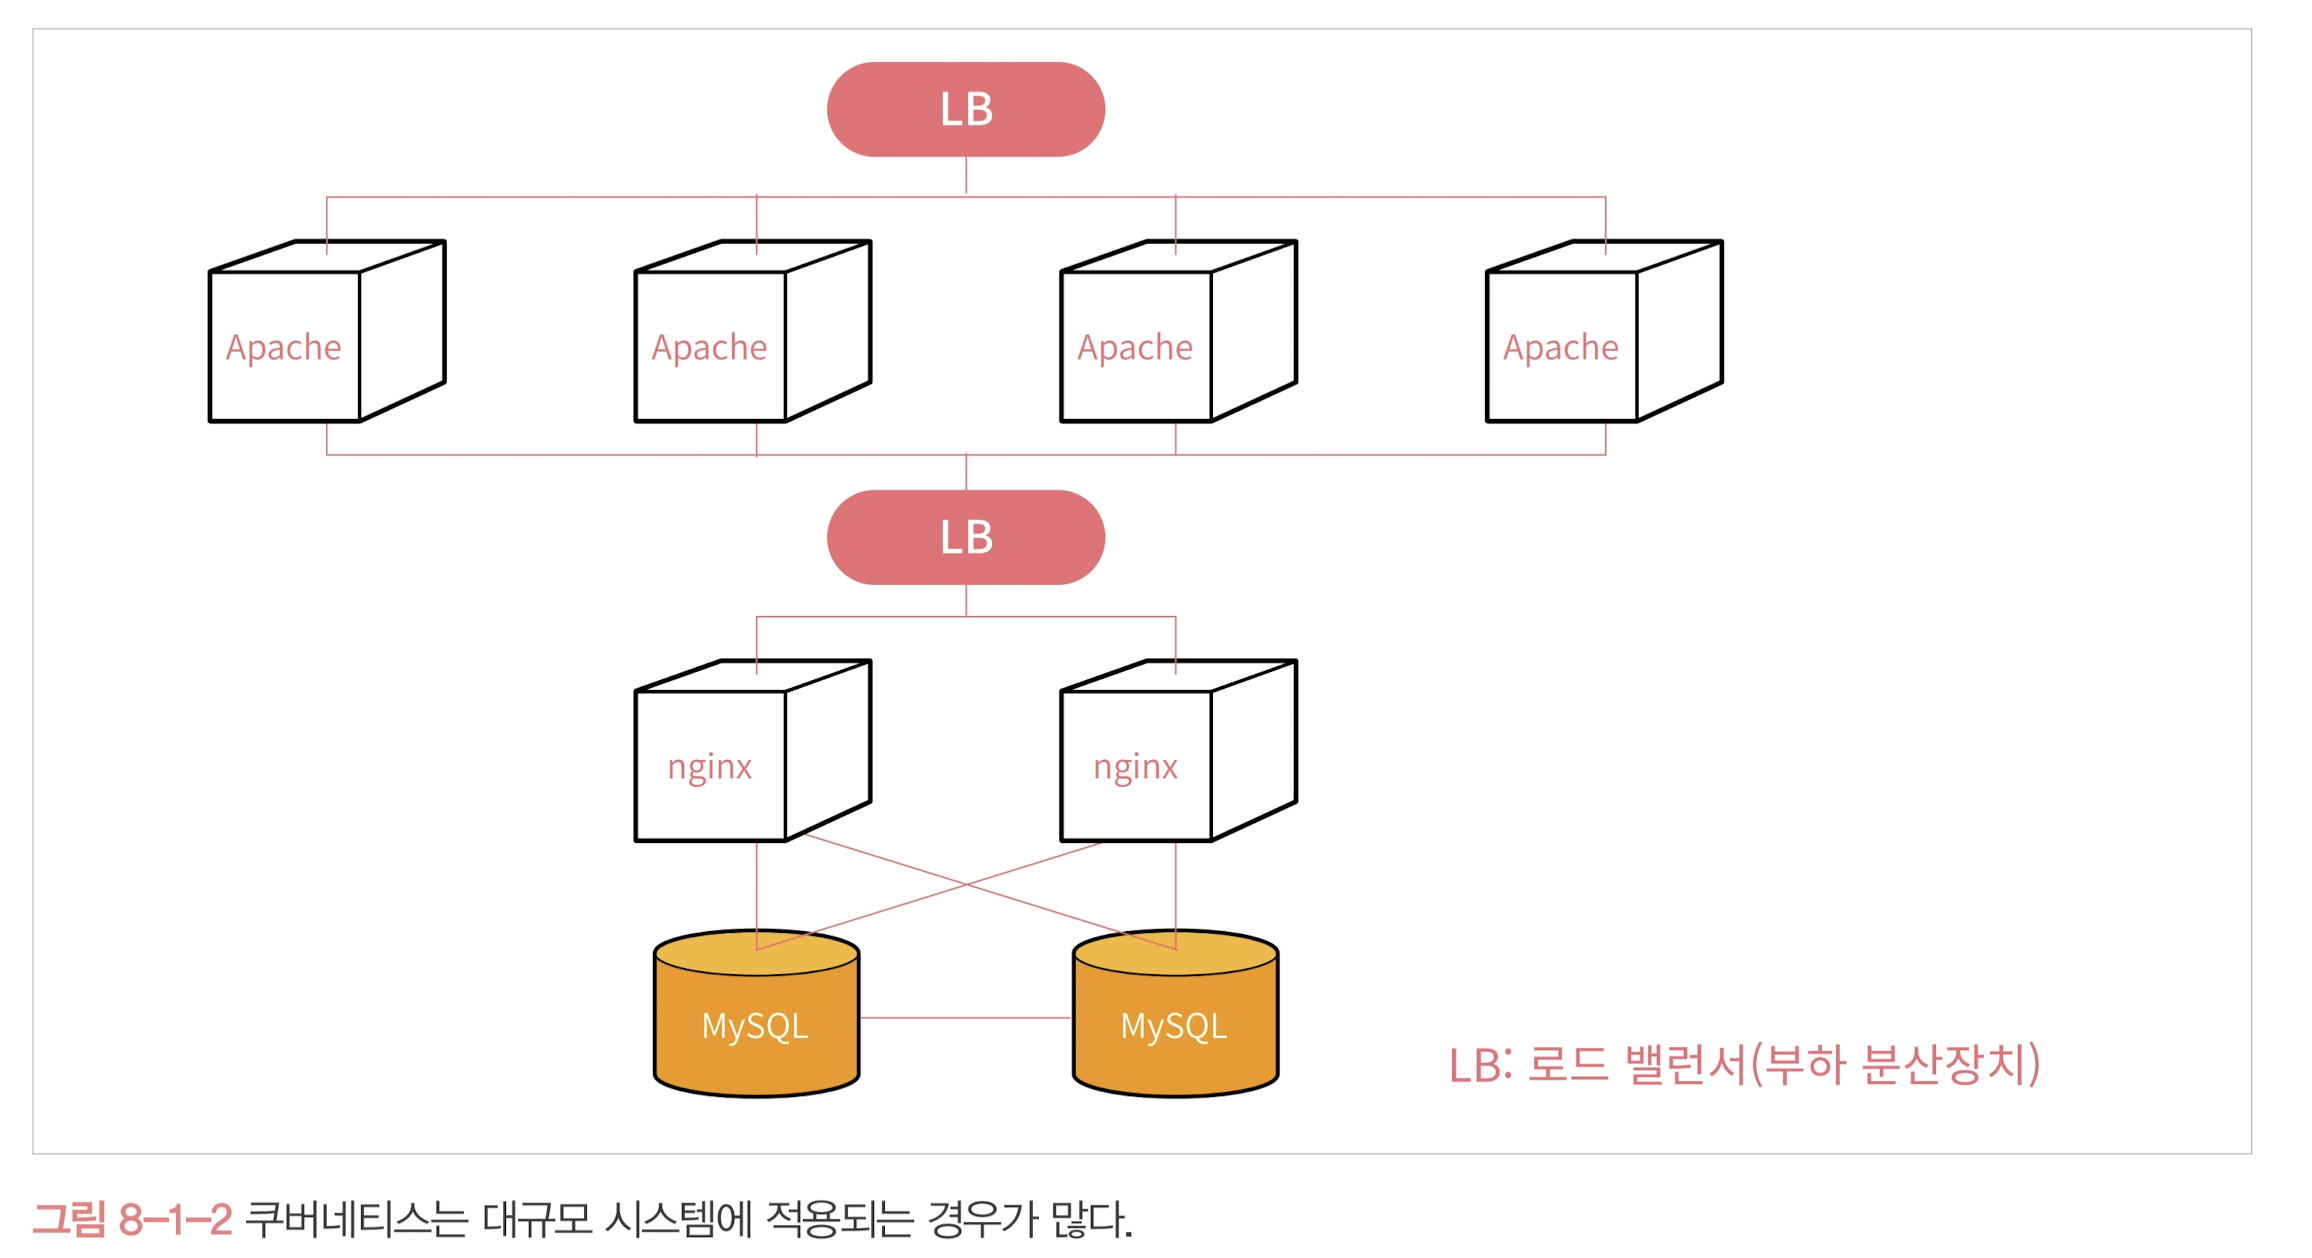 LB
Apache
Apache
Apache
Apache
LB
nginx
nginx
MySQL
MySQL
LB: 로드 밸런서(부하 분산장치)
그림 8-1-2 쿠버네티스는 대규모 시스템에 적용되는 경우가 많다.